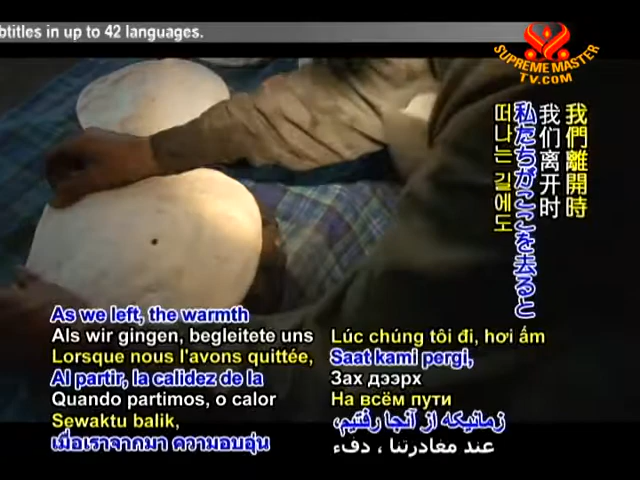 btitles in up to 42 languages.
SUPREME MASTER
TV.COM
我們離開時
我们离开时
私たちがここを去ると
떠나는 길에도
As we left, the warmth
Als wir gingen, begleitete uns
Lorsque nous l'avons quittée,
Al partir, la calidez de la
Quando partimos, o calor
Sewaktu balik,
เมื่อเราจากมา ความอบอุ่น
Lúc chúng tôi đi, hơi ấm
Saat kami pergi,
Зах дээрх
На всём пути
زمانیکه از آنجا رفتیم،
عند مغادرتنا ، دفء